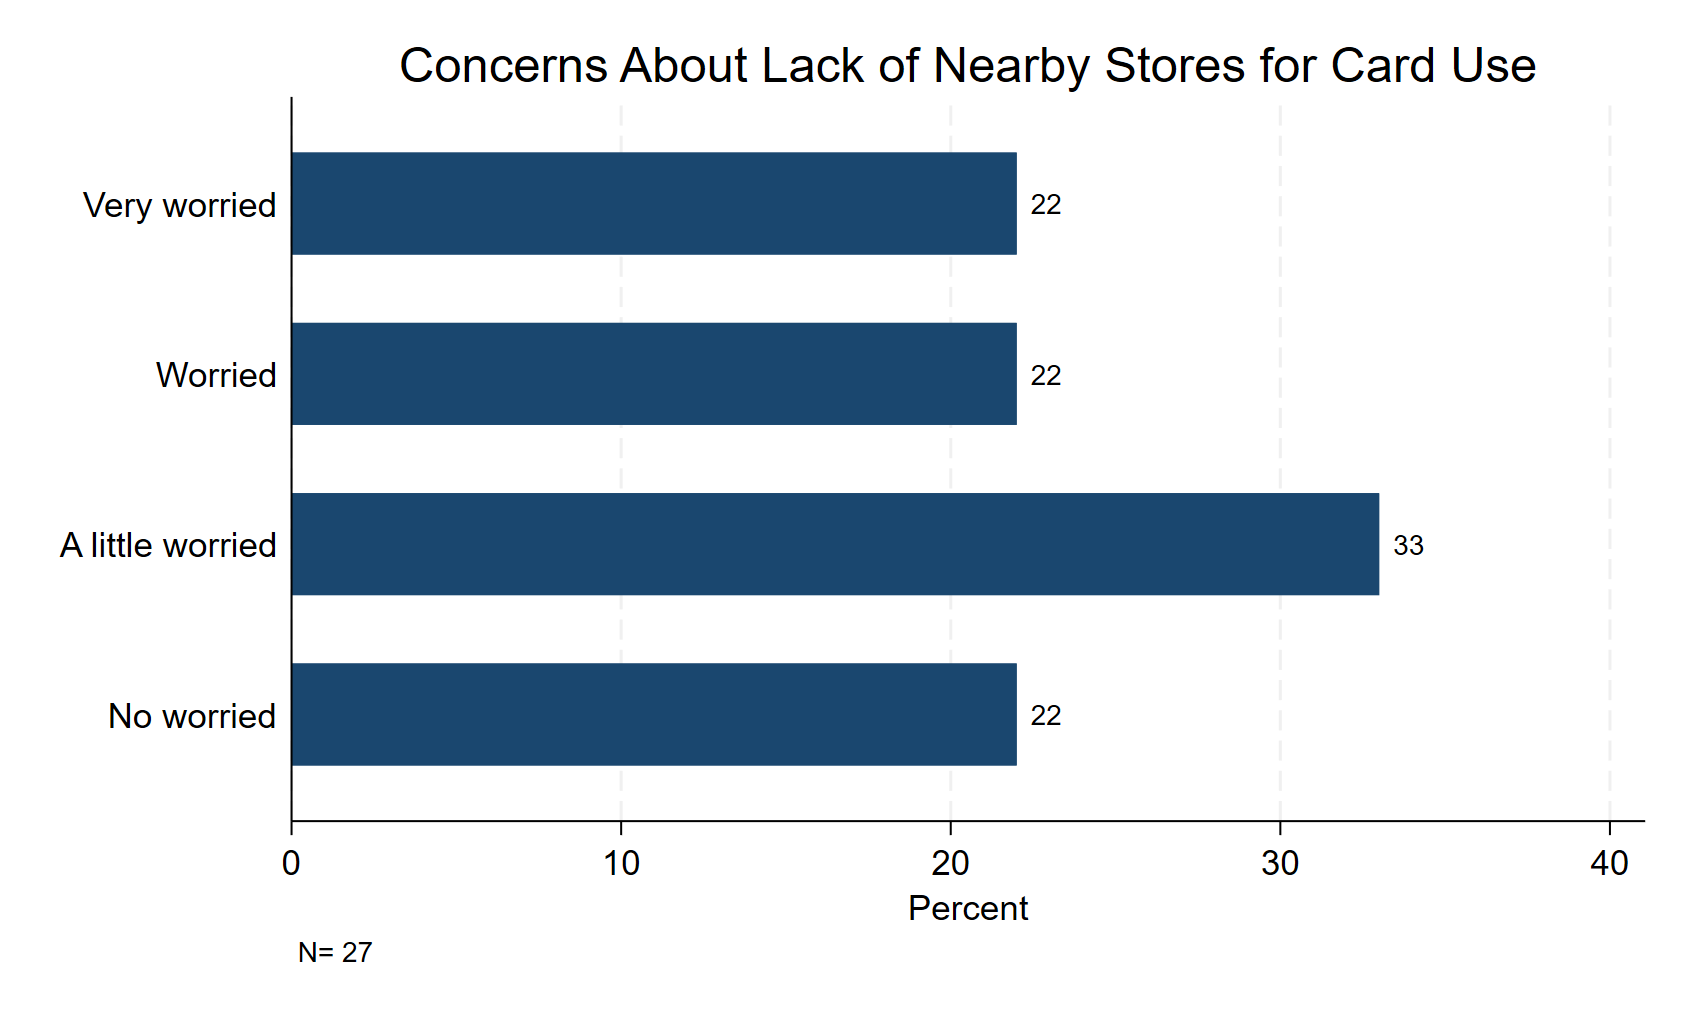 Concerns About Lack of Nearby Stores for Card Use
Very worried
22
Worried
22
A little worried
33
No worried
22
0 10 20 30 40
Percent
N= 27